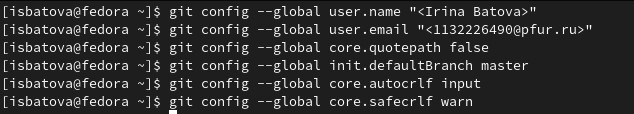 [isbatova@fedora ~]$ git config --global user.name "<Irina Batova>"
[isbatova@fedora ~]$ git config --global user.email "<1132226490@pfur.ru>"
[isbatova@fedora ~]$ git config --global core.quotepath false
[isbatova@fedora ~]$ git config --global init.defaultBranch master
[isbatova@fedora ~]$ git config --global core.autocrlf input
[isbatova@fedora ~]$ git config --global core.safecrlf warn